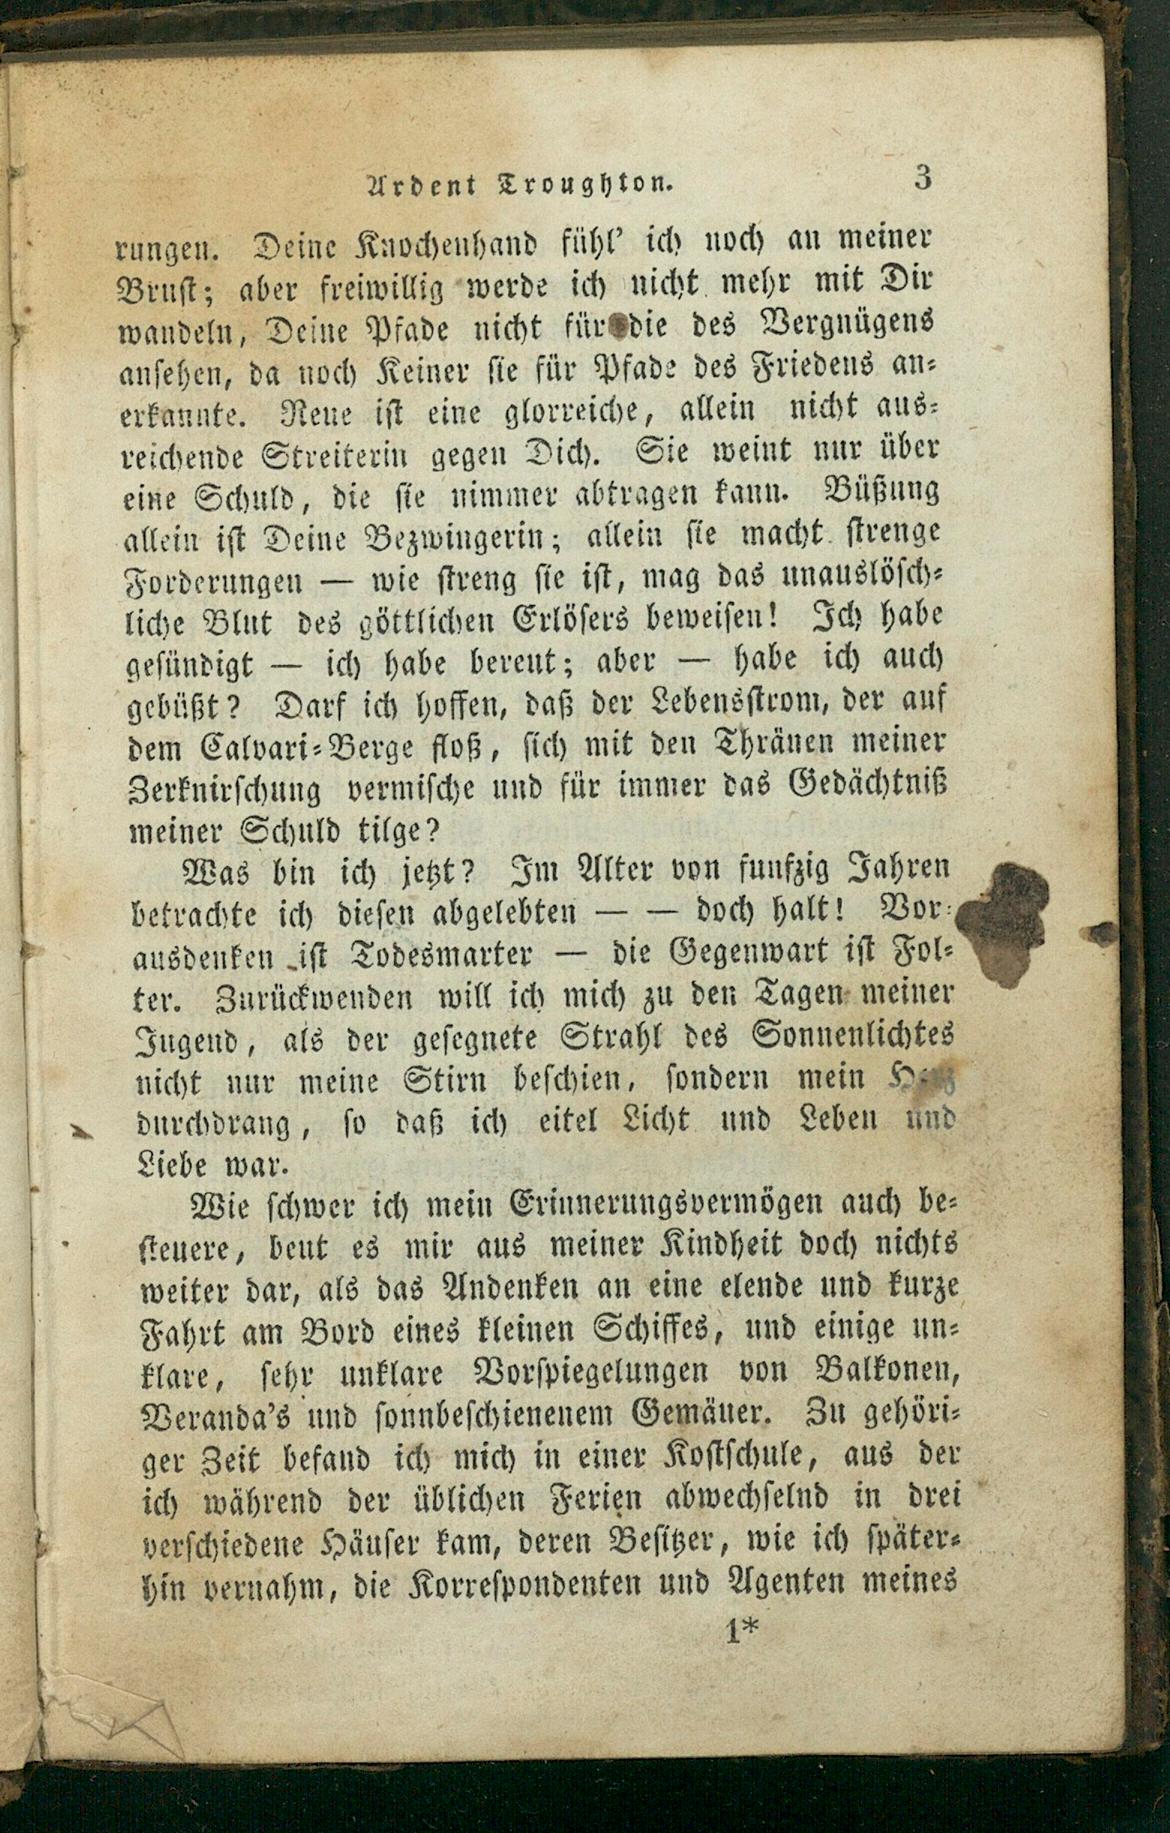 Ardent Troughton. 3
rungen. Deine Knochenhand fühl' ich noch an meiner
Brust; aber freiwillig werde ich nicht mehr mit Dir
wandeln, Deine Pfade nicht für die des Vergnügens
ansehen, da noch Keiner sie für Pfade des Friedens an-
erkannte. Reue ist eine glorreiche, allein nicht aus-
reichende Streiterin gegen Dich. Sie weint nur über
eine Schuld, die sie nimmer abtragen kann. Büßung
allein ist Deine Bezwingerin; allein sie macht strenge
Forderungen — wie streng sie ist, mag das unauslösch-
liche Blut des göttlichen Erlösers beweisen! Ich habe
gesündigt — ich habe bereut; aber — habe ich auch
gebüßt? Darf ich hoffen, daß der Lebensstrom, der auf
dem Calvari-Berge floß, sich mit den Thränen meiner
Zerknirschung vermische und für immer das Gedächtniß
meiner Schuld tilge?
Was bin ich jetzt? Im Alter von funfzig Jahren
betrachte ich diesen abgelebten — — doch halt! Vor-
ausdenken ist Todesmarter — die Gegenwart ist Fol-
ter. Zurückwenden will ich mich zu den Tagen meiner
Jugend, als der gesegnete Strahl des Sonnenlichtes
nicht nur meine Stirn beschien, sondern mein Herz
durchdrang, so daß ich eitel Licht und Leben und
Liebe war.
Wie schwer ich mein Erinnerungsvermögen auch be-
steuere, beut es mir aus meiner Kindheit doch nichts
weiter dar, als das Andenken an eine elende und kurze
Fahrt am Bord eines kleinen Schiffes, und einige un-
klare, sehr unklare Vorspiegelungen von Balkonen,
Veranda's und sonnbeschienenem Gemäuer. Zu gehöri-
ger Zeit befand ich mich in einer Kostschule, aus der
ich während der üblichen Ferien abwechselnd in drei
verschiedene Häuser kam, deren Besitzer, wie ich später-
hin vernahm, die Korrespondenten und Agenten meines
1*